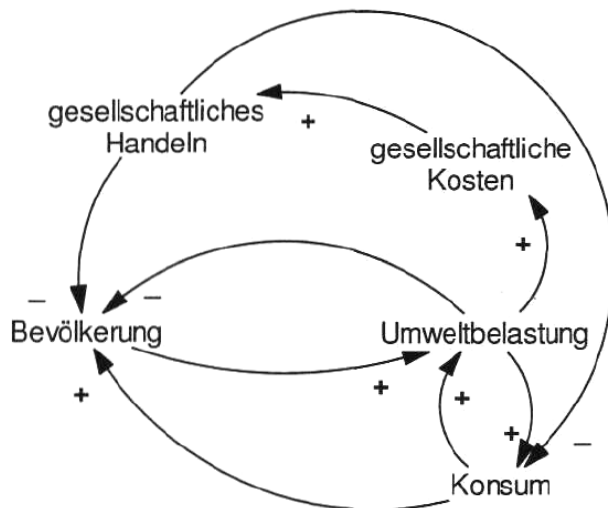 gesellschaftliches
Handeln
+
gesellschaftliche
Kosten
+
– –
Bevölkerung
Umweltbelastung
+
+
+
+
–
Konsum